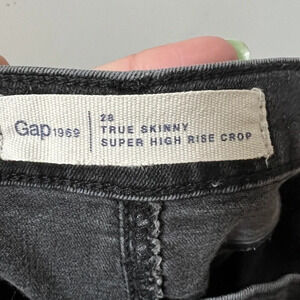 Gap 1969
28
TRUE SKINNY
SUPER HIGH RISE CROP